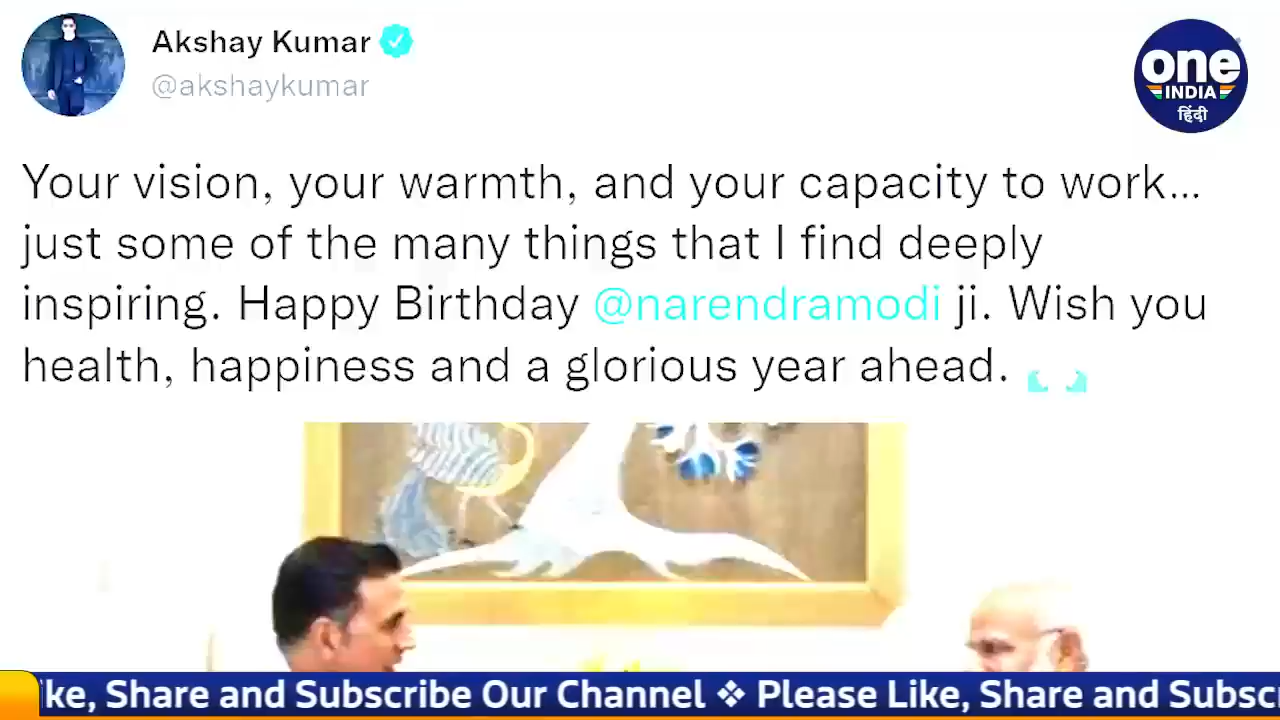 Akshay Kumar
@akshaykumar
one
INDIA
हिंदी
Your vision, your warmth, and your capacity to work...
just some of the many things that I find deeply
inspiring. Happy Birthday @narendramodi ji. Wish you
health, happiness and a glorious year ahead.
ke, Share and Subscribe Our Channel ❖ Please Like, Share and Subsc